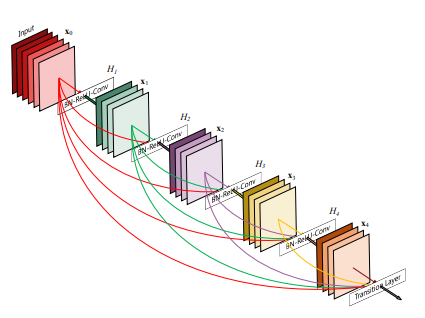 Input
x0
BN-ReLU-Conv
H1
x1
BN-ReLU-Conv
H2
x2
BN-ReLU-Conv
H3
x3
BN-ReLU-Conv
H4
x4
Transition Layer